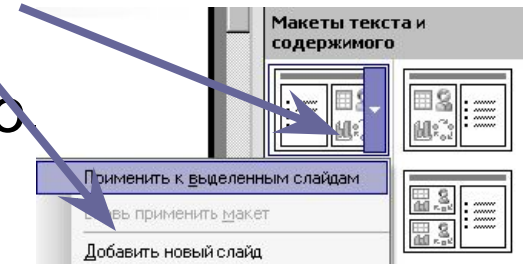 Макеты текста и
содержимого
о.
Применить к выделенным слайдам
применить макет
Добавить новый слайд